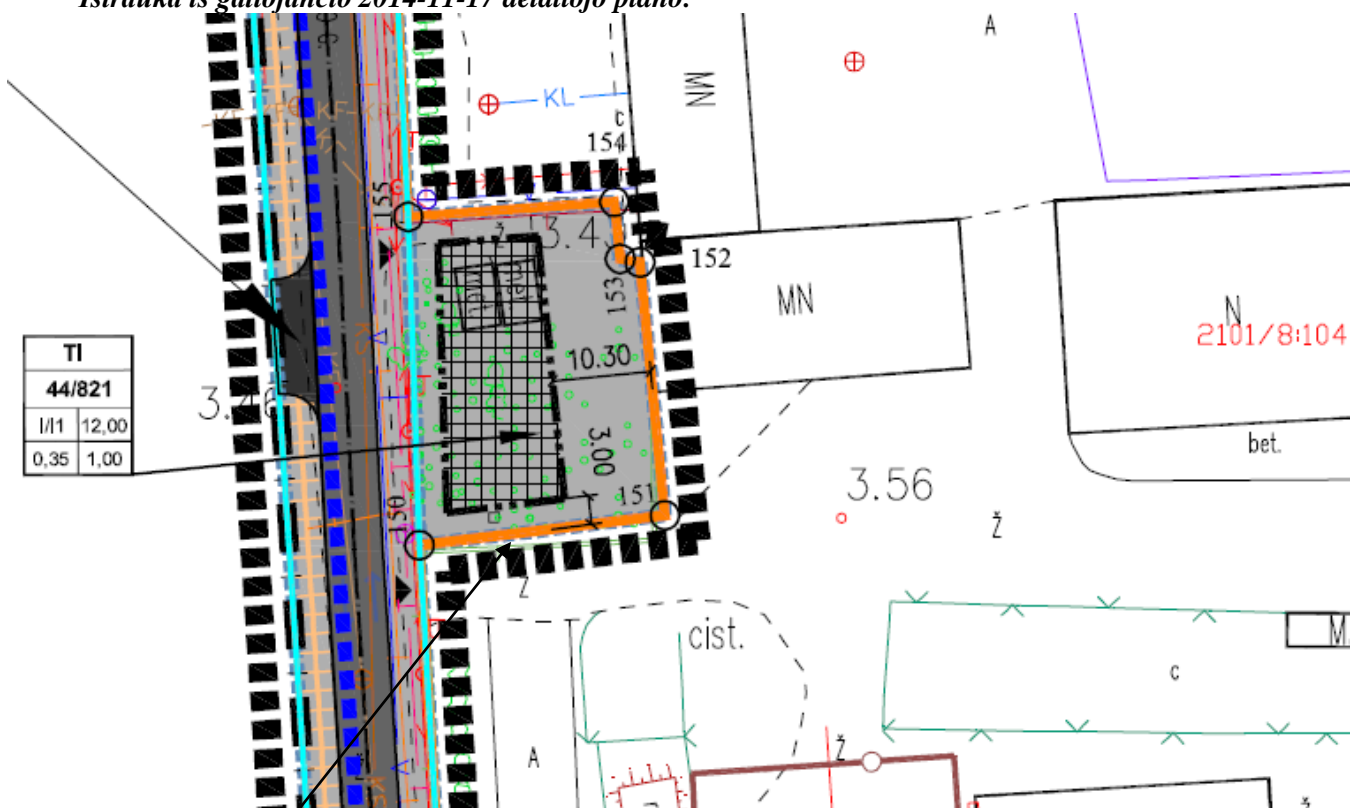 Ištrauka iš galiojančio 2014-11-17 detaliojo plano:
A
MN
KL
c
154
155
Ž
3.4
152
153
MN
N
2101/8:104
10.30
TI
44/821
I/I1 12,00
0,35 1,00
3.46
3.00
bet.
151
3.56
150
Ž
Ž
cist.
M.
c
A
Ž
ž